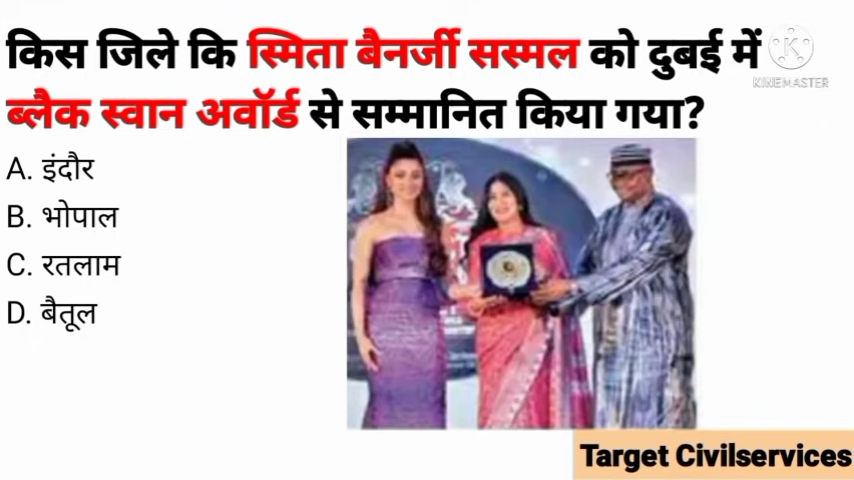 किस जिले कि स्मिता बैनर्जी सस्मल को दुबई में
KINEMASTER
ब्लैक स्वान अवॉर्ड से सम्मानित किया गया?
A. इंदौर
B. भोपाल
C. रतलाम
D. बैतूल
Target Civilservices